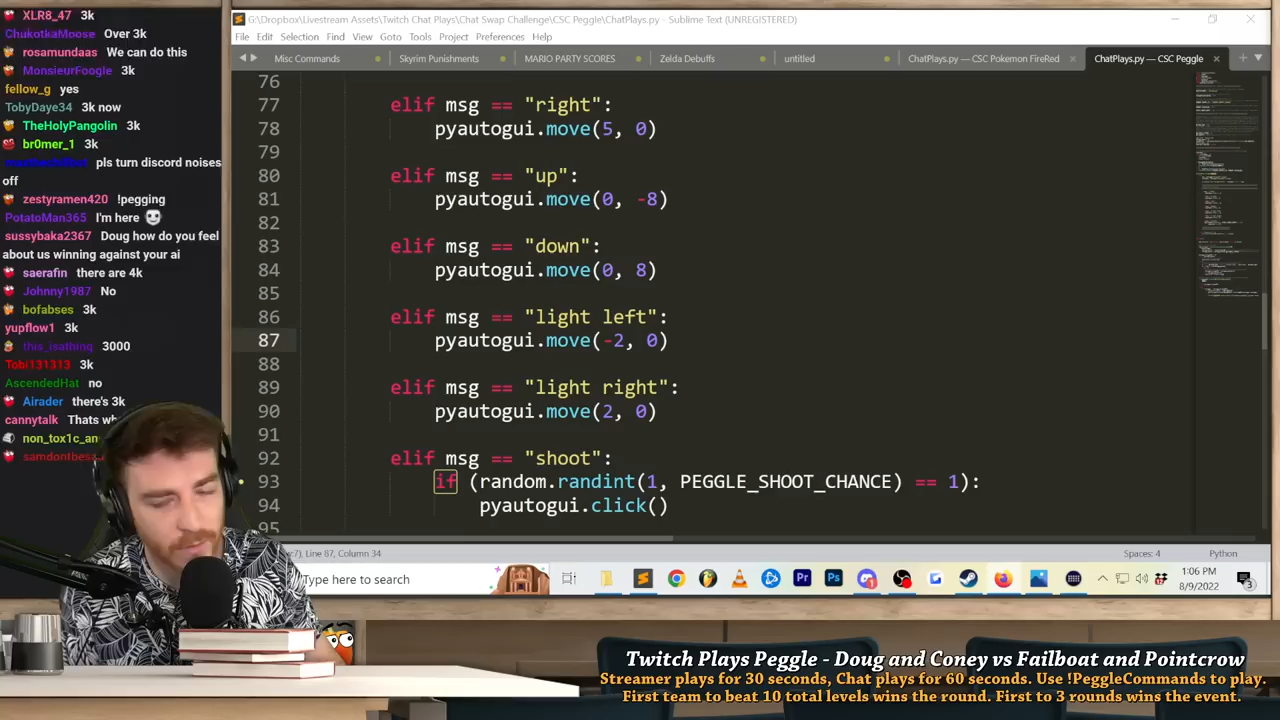 XLR8_47 3k
ChukotkaMoose Over 3k
rosamundaas We can do this
MonsieurFoogle 3k
fellow_g yes
TobyDaye34 3k now
TheHolyPangolin 3k
br0mer_1 3k
pls turn discord noises
off
zestyramen420 !pegging
PotatoMan365 I'm here
sussybaka2367 Doug how do you feel
about us winning against your ai
saerafin there are 4k
Johnny1987 No
bofabses 3k
yupflow1 3k
this_isathing 3000
Tobi131313 3k
AscendedHat no
Airader there's 3k
cannytalk Thats
non_tox1c_an
samdontbesa
G:\Dropbox\Livestream Assets\Twitch Chat Plays\Chat Swap Challenge\CSC Peggle\ChatPlays.py - Sublime Text (UNREGISTERED)
File Edit Selection Find View Goto Tools Project Preferences Help
Misc Commands Skyrim Punishments MARIO PARTY SCORES Zelda Debuffs untitled ChatPlays.py — CSC Pokemon FireRed ChatPlays.py — CSC Peggle
76
77 elif msg == "right":
78 pyautogui.move(5, 0)
79
80 elif msg == "up":
81 pyautogui.move(0, -8)
82
83 elif msg == "down":
84 pyautogui.move(0, 8)
85
86 elif msg == "light left":
87 pyautogui.move(-2, 0)
88
89 elif msg == "light right":
90 pyautogui.move(2, 0)
91
92 elif msg == "shoot":
93 if (random.randint(1, PEGGLE_SHOOT_CHANCE) == 1):
94 pyautogui.click()
95
Line 87, Column 34 Spaces: 4 Python
Type here to search
Pr Ps
1:06 PM
8/9/2022
3
Twitch Plays Peggle - Doug and Coney vs Failboat and Pointcrow
Streamer plays for 30 seconds, Chat plays for 60 seconds. Use !PeggleCommands to play.
First team to beat 10 total levels wins the round. First to 3 rounds wins the event.